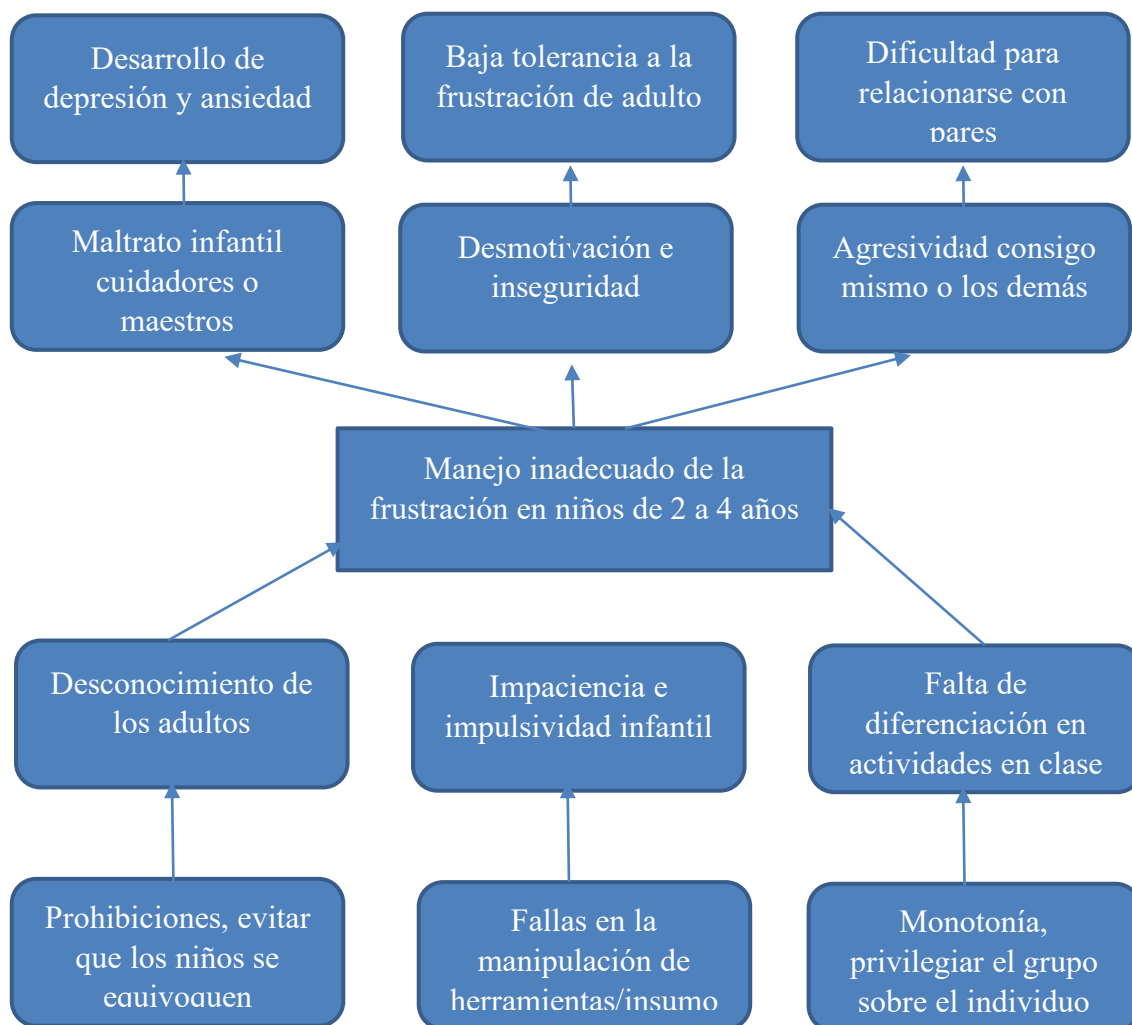 Desarrollo de
depresión y ansiedad
Baja tolerancia a la
frustración de adulto
Dificultad para
relacionarse con
pares
Maltrato infantil
cuidadores o
maestros
Desmotivación e
inseguridad
Agresividad consigo
mismo o los demás
Manejo inadecuado de la
frustración en niños de 2 a 4 años
Desconocimiento de
los adultos
Impaciencia e
impulsividad infantil
Falta de
diferenciación en
actividades en clase
Prohibiciones, evitar
que los niños se
equivoquen
Fallas en la
manipulación de
herramientas/insumo
Monotonía,
privilegiar el grupo
sobre el individuo